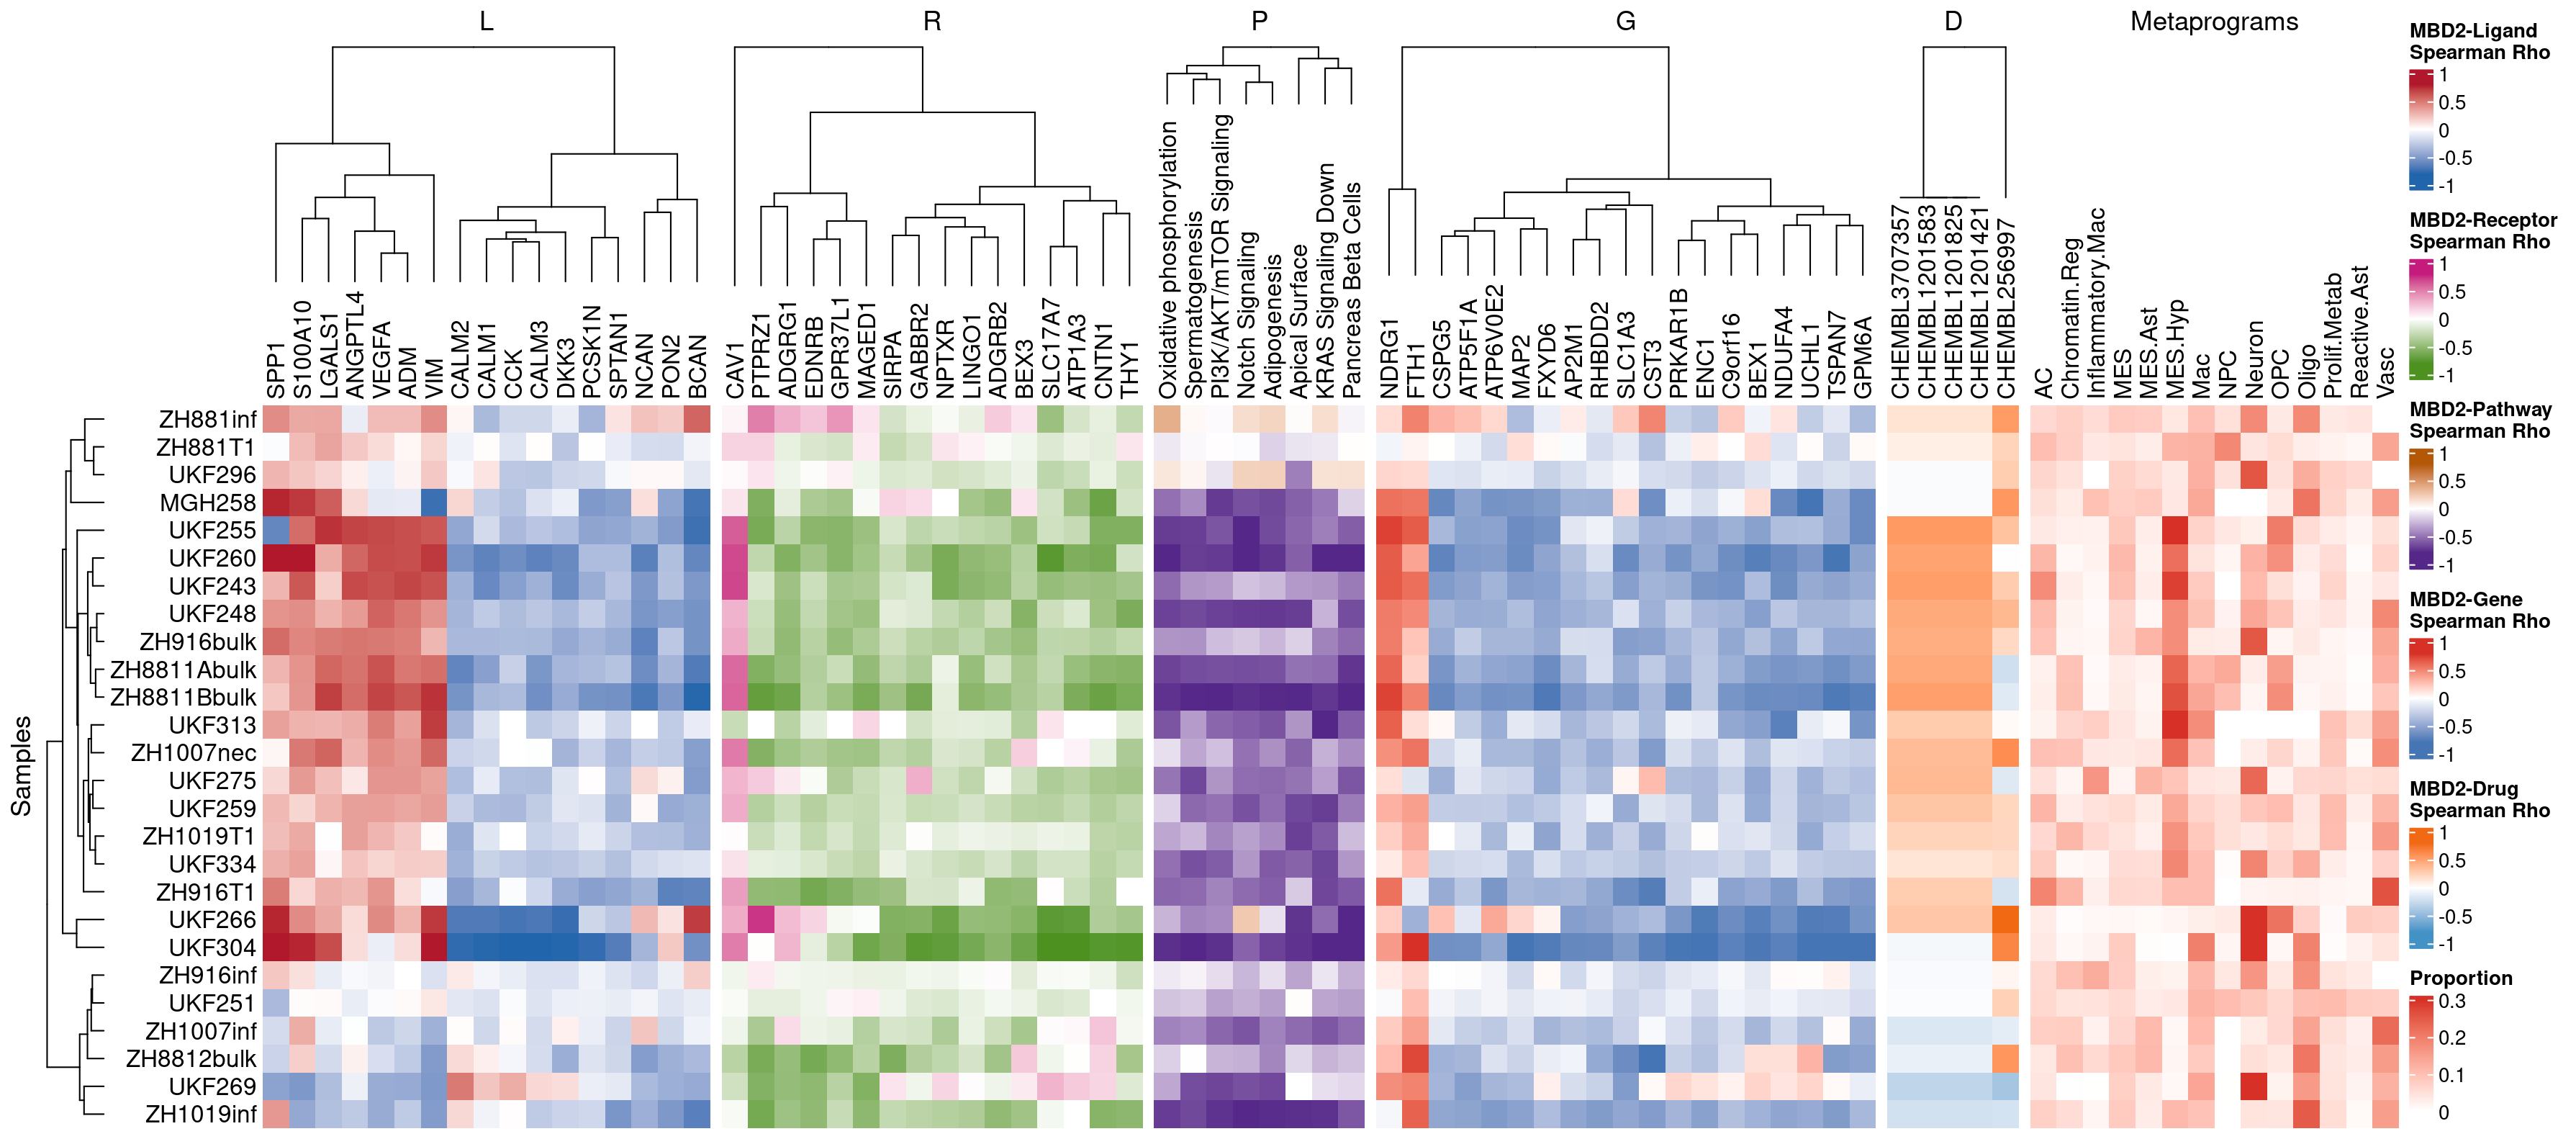 L
R
P
G
D
Metaprograms
SPP1
S100A10
LGALS1
ANGPTL4
VEGFA
ADM
VIM
CALM2
CALM1
CCK
CALM3
DKK3
PCSK1N
SPTAN1
NCAN
PON2
BCAN
CAV1
PTPRZ1
ADGRG1
EDNRB
GPR37L1
MAGED1
SIRPA
GABBR2
NPTXR
LINGO1
ADGRB2
BEX3
SLC17A7
ATP1A3
CNTN1
THY1
Oxidative phosphorylation
Spermatogenesis
PI3K/AKT/mTOR Signaling
Notch Signaling
Adipogenesis
Apical Surface
KRAS Signaling Down
Pancreas Beta Cells
NDRG1
FTH1
CSPG5
ATP5F1A
ATP6V0E2
MAP2
FXYD6
AP2M1
RHBDD2
SLC1A3
CST3
PRKAR1B
ENC1
C9orf16
BEX1
NDUFA4
UCHL1
TSPAN7
GPM6A
CHEMBL3707357
CHEMBL1201583
CHEMBL1201825
CHEMBL1201421
CHEMBL256997
AC
Chromatin.Reg
Inflammatory.Mac
MES
MES.Ast
MES.Hyp
Mac
NPC
Neuron
OPC
Oligo
Prolif.Metab
Reactive.Ast
Vasc
Samples
ZH881inf
ZH881T1
UKF296
MGH258
UKF255
UKF260
UKF243
UKF248
ZH916bulk
ZH8811Abulk
ZH8811Bbulk
UKF313
ZH1007nec
UKF275
UKF259
ZH1019T1
UKF334
ZH916T1
UKF266
UKF304
ZH916inf
UKF251
ZH1007inf
ZH8812bulk
UKF269
ZH1019inf
MBD2-Ligand
Spearman Rho
1
0.5
0
-0.5
-1
MBD2-Receptor
Spearman Rho
1
0.5
0
-0.5
-1
MBD2-Pathway
Spearman Rho
1
0.5
0
-0.5
-1
MBD2-Gene
Spearman Rho
1
0.5
0
-0.5
-1
MBD2-Drug
Spearman Rho
1
0.5
0
-0.5
-1
Proportion
0.3
0.2
0.1
0